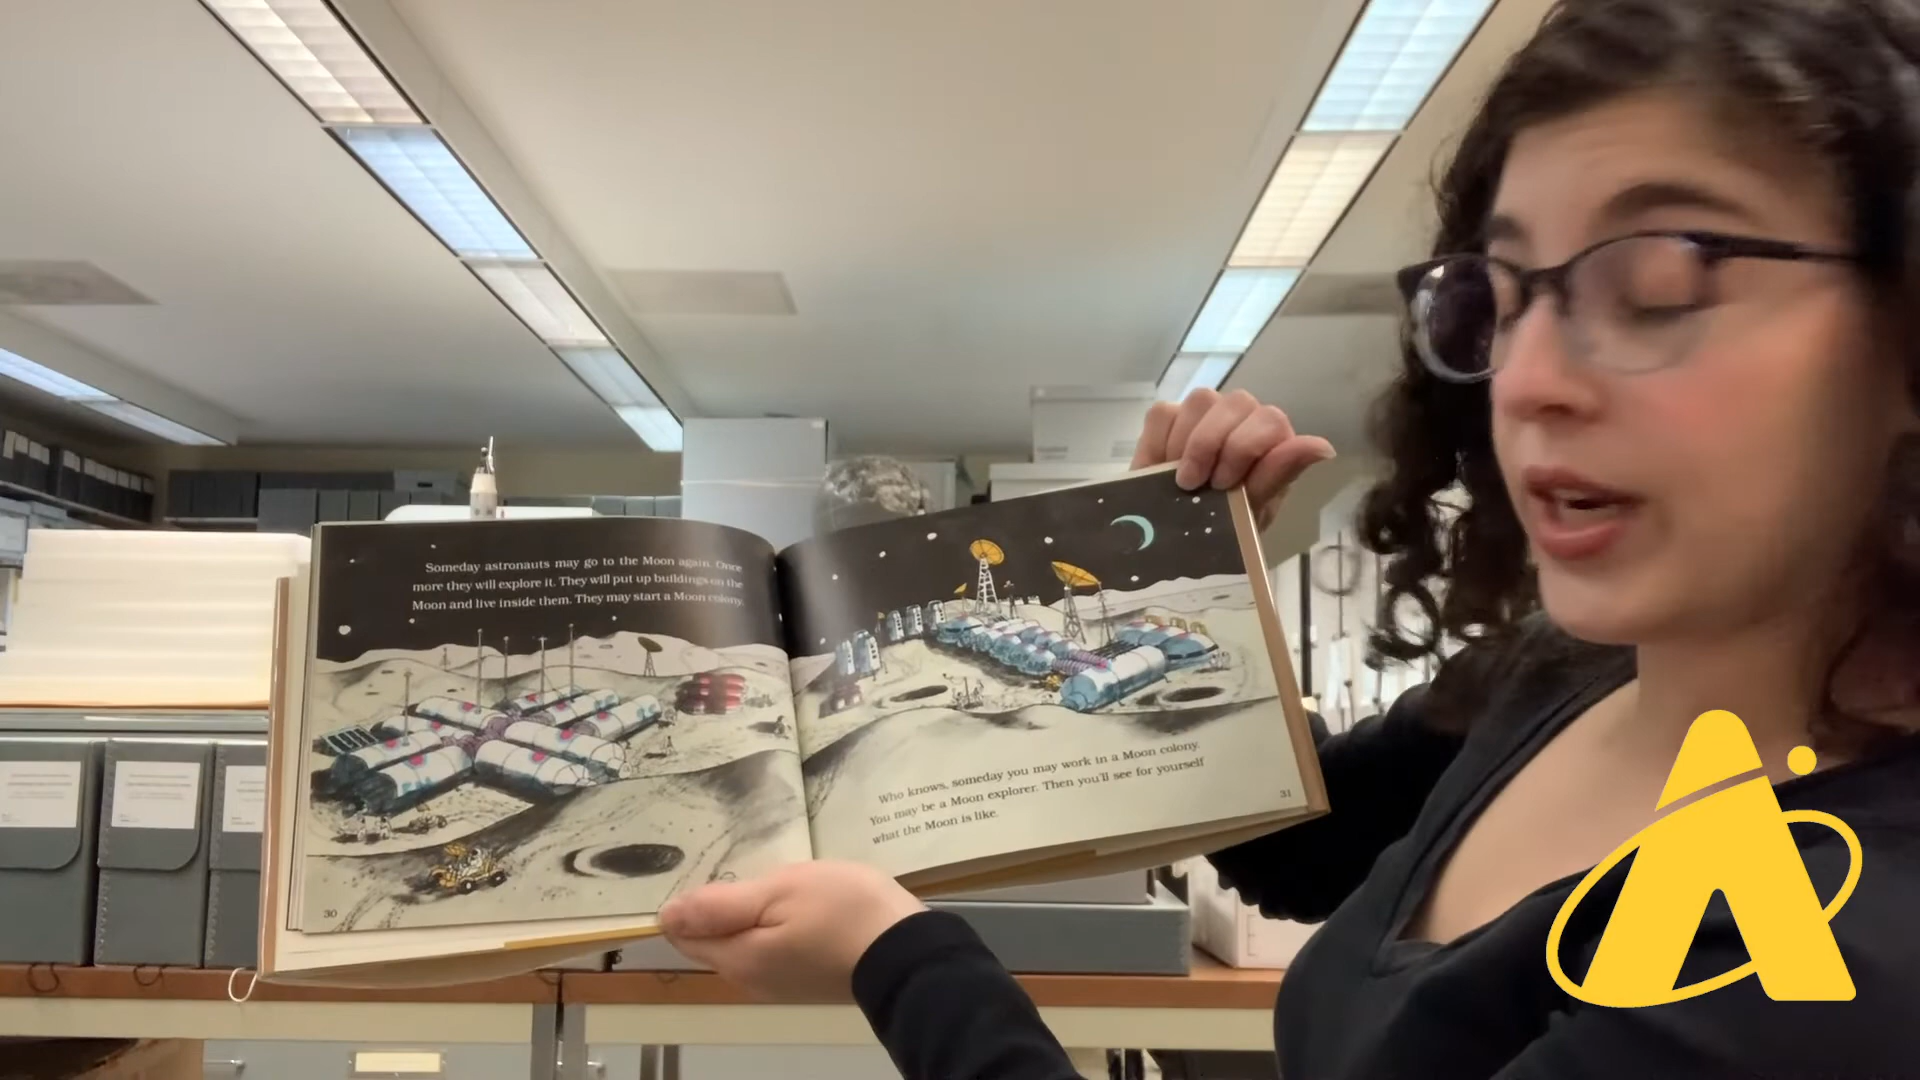 Someday astronauts may go to the Moon again. Once
more they will explore it. They will put up buildings on the
Moon and live inside them. They may start a Moon colony.
30
Who knows, someday you may work in a Moon colony.
You may be a Moon explorer. Then you'll see for yourself
what the Moon is like.
31